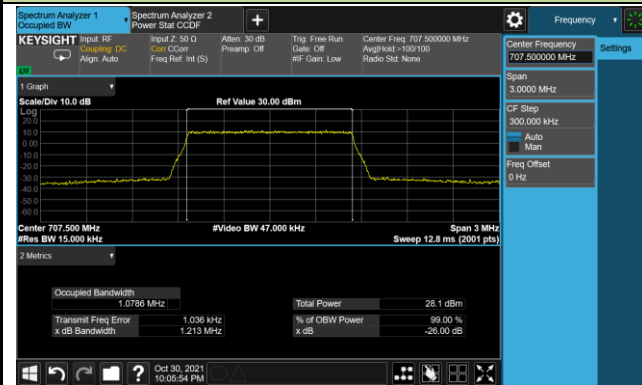 Spectrum Analyzer 1
Occupied BW
Spectrum Analyzer 2
Power Stat CCDF
+
Frequency
KEYSIGHT
Input: RF
Coupling: DC
Align: Auto
Input Z: 50 Ω
Corr CCorr
Freq Ref: Int (S)
Atten: 30 dB
Preamp: Off
Trig: Free Run
Gate: Off
#IF Gain: Low
Center Freq: 707.500000 MHz
Avg|Hold:>100/100
Radio Std: None
Center Frequency
707.500000 MHz
Settings
Span
3.0000 MHz
CF Step
300.000 kHz
Auto
Man
Freq Offset
0 Hz
1 Graph
Scale/Div 10.0 dB
Ref Value 30.00 dBm
Log
20.0
10.0
0.00
-10.0
-20.0
-30.0
-40.0
-50.0
-60.0
Center 707.500 MHz
#Video BW 47.000 kHz
Span 3 MHz
#Res BW 15.000 kHz
Sweep 12.8 ms (2001 pts)
2 Metrics
Occupied Bandwidth
1.0786 MHz
Total Power 28.1 dBm
Transmit Freq Error 1.036 kHz
% of OBW Power 99.00 %
x dB Bandwidth 1.213 MHz
x dB -26.00 dB
?
Oct 30, 2021
10:05:54 PM